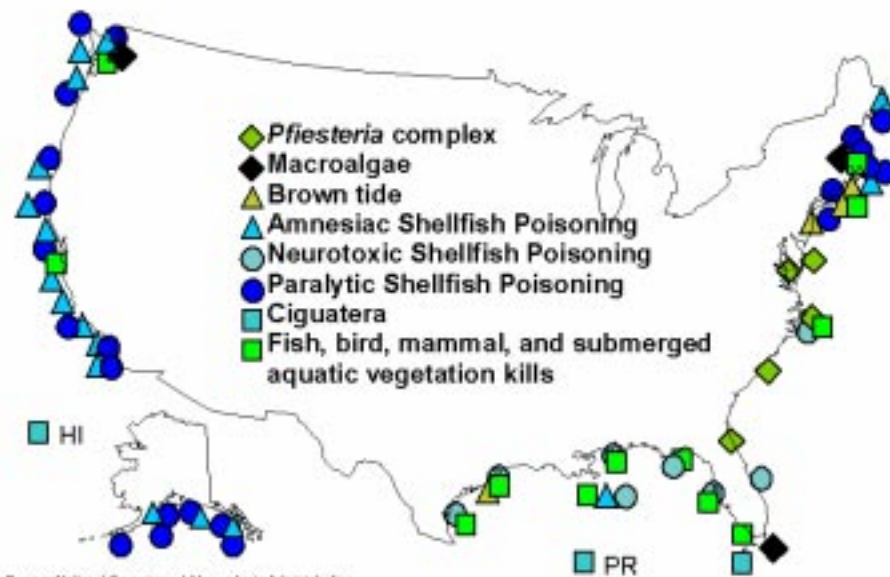 Pfiesteria complex
Macroalgae
Brown tide
Amnesiac Shellfish Poisoning
Neurotoxic Shellfish Poisoning
Paralytic Shellfish Poisoning
Ciguatera
Fish, bird, mammal, and submerged
aquatic vegetation kills
HI
PR